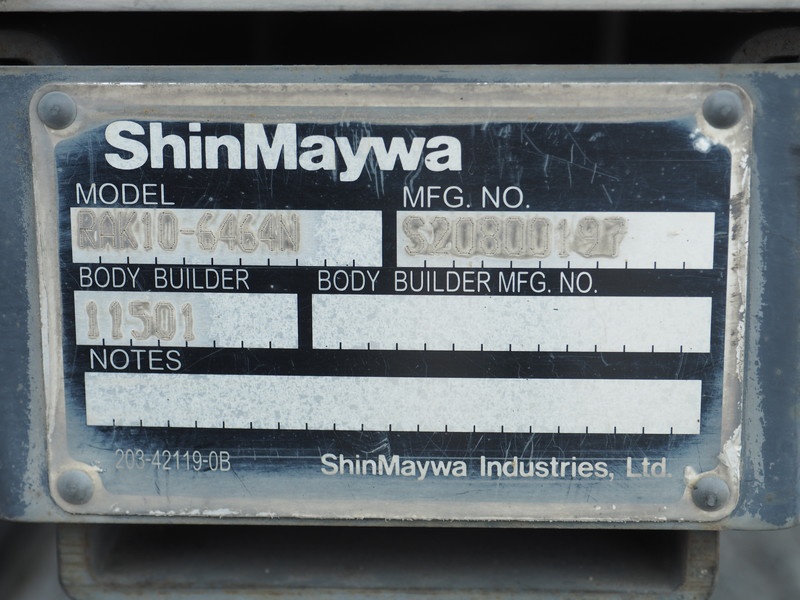 ShinMaywa
MODEL MFG. NO.
RAK10-6464N S20800197
BODY BUILDER BODY BUILDER MFG. NO.
11501
NOTES
203-42119-0B ShinMaywa Industries, Ltd.